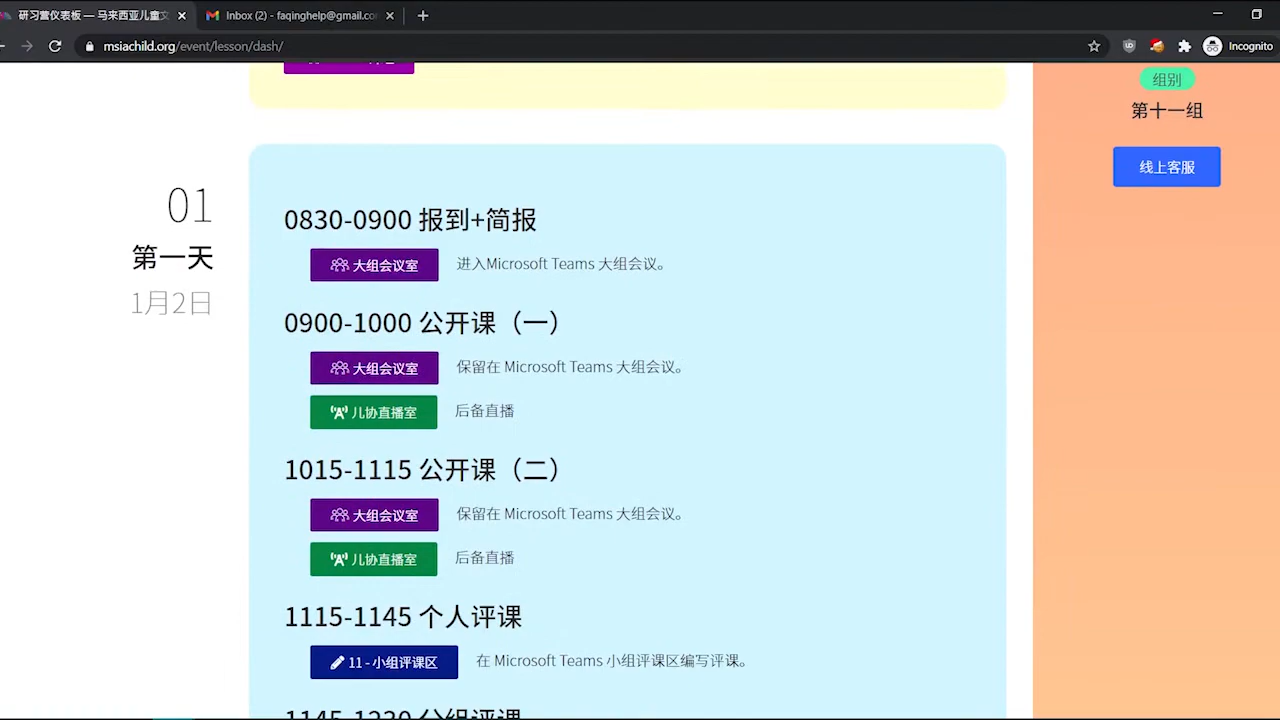 研习营仪表板 — 马来西亚儿童文
Inbox (2) - faqinghelp@gmail.co
msiachild.org/event/lesson/dash/
Incognito
组别
第十一组
线上客服
01
第一天
1月2日
0830-0900 报到+简报
大组会议室 进入Microsoft Teams 大组会议。
0900-1000 公开课（一）
大组会议室 保留在 Microsoft Teams 大组会议。
儿协直播室 后备直播
1015-1115 公开课（二）
大组会议室 保留在 Microsoft Teams 大组会议。
儿协直播室 后备直播
1115-1145 个人评课
11 - 小组评课区 在 Microsoft Teams 小组评课区编写评课。
1145-1230 分组评课